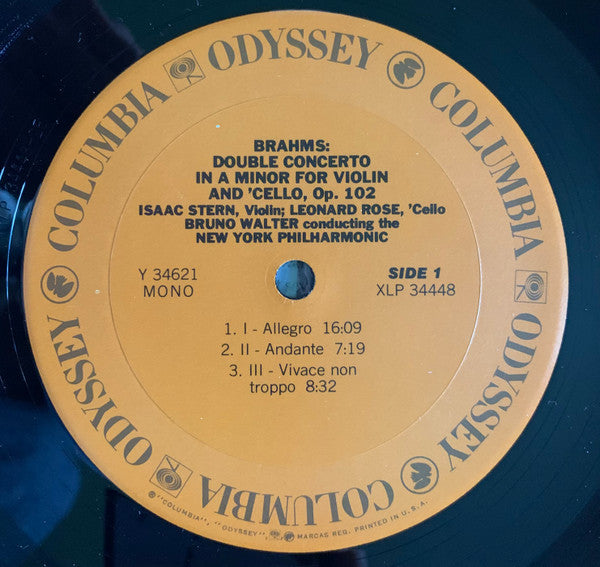 COLUMBIA
ODYSSEY
COLUMBIA
ODYSSEY
COLUMBIA
ODYSSEY
BRAHMS:
DOUBLE CONCERTO
IN A MINOR FOR VIOLIN
AND 'CELLO, Op. 102
ISAAC STERN, Violin; LEONARD ROSE, 'Cello
BRUNO WALTER conducting the
NEW YORK PHILHARMONIC
Y 34621
MONO
SIDE 1
XLP 34448
1. I - Allegro 16:09
2. II - Andante 7:19
3. III - Vivace non
troppo 8:32
℗"COLUMBIA", "ODYSSEY", MARCAS REG. PRINTED IN U.S.A.